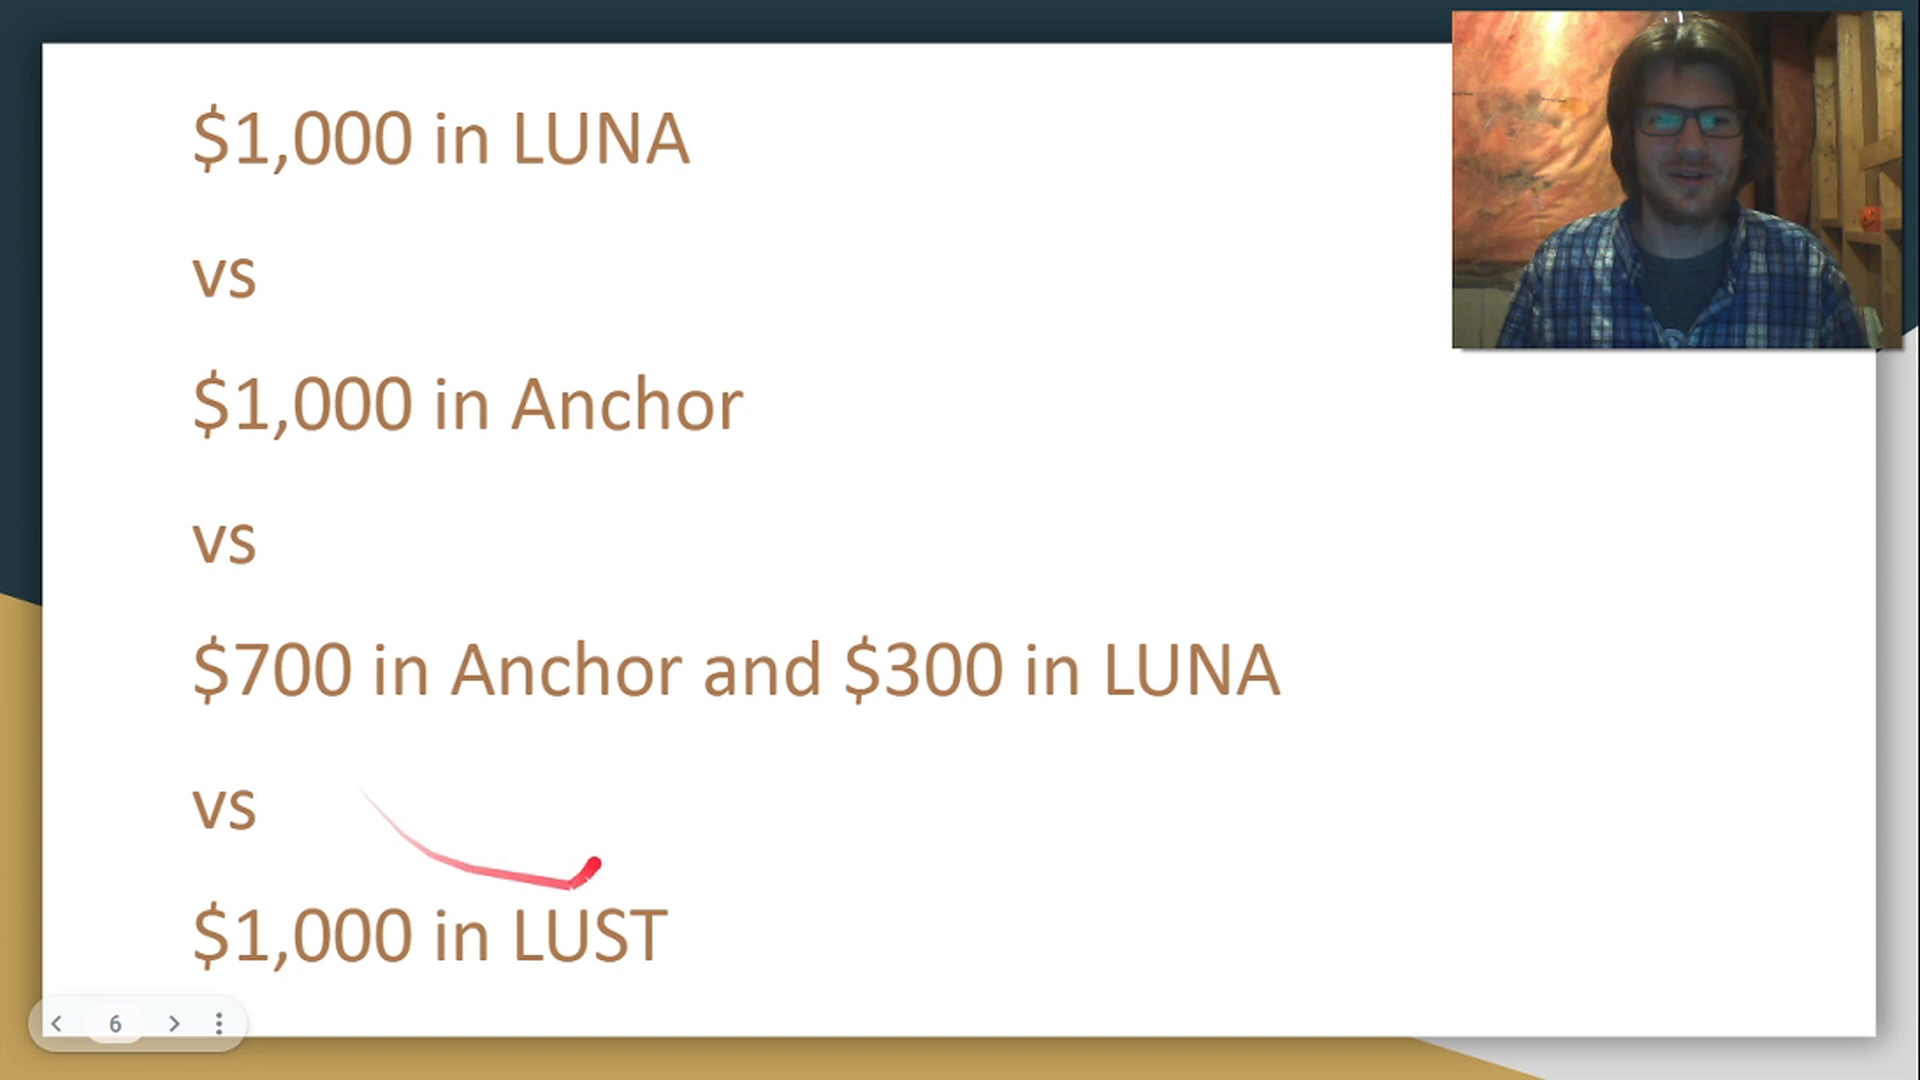 $1,000 in LUNA
vs
$1,000 in Anchor
vs
$700 in Anchor and $300 in LUNA
vs
$1,000 in LUST
6